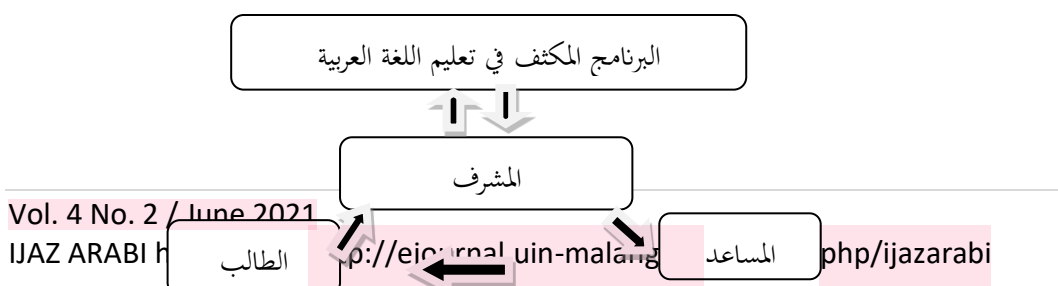 البرنامج المكثف في تعليم اللغة العربية
المشرف
Vol. 4 No. 2 / June 2021
IJAZ ARABI p://ejournal.uin-malang php/ijazarabi
الطالب
المساعد